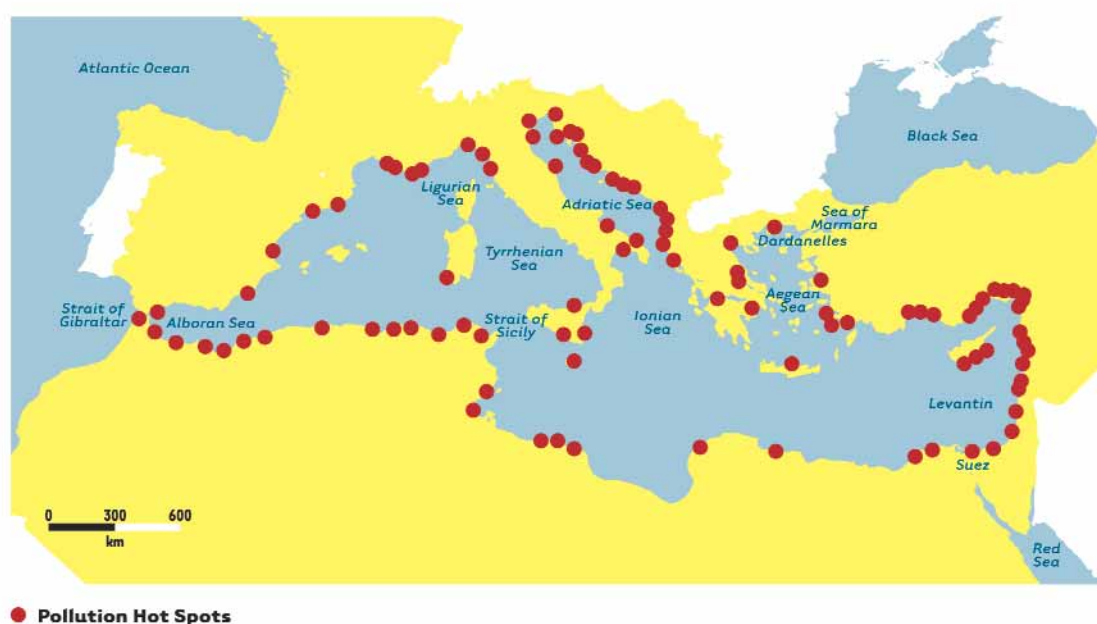 Atlantic Ocean
Black Sea
Ligurian
Sea
Adriatic Sea
Sea of
Marmara
Dardanelles
Tyrrhenian
Sea
Strait of
Gibraltar
Alboran Sea
Strait of
Sicily
Ionian
Sea
Aegean
Sea
Levantin
Suez
Red
Sea
0 300 600
km
Pollution Hot Spots